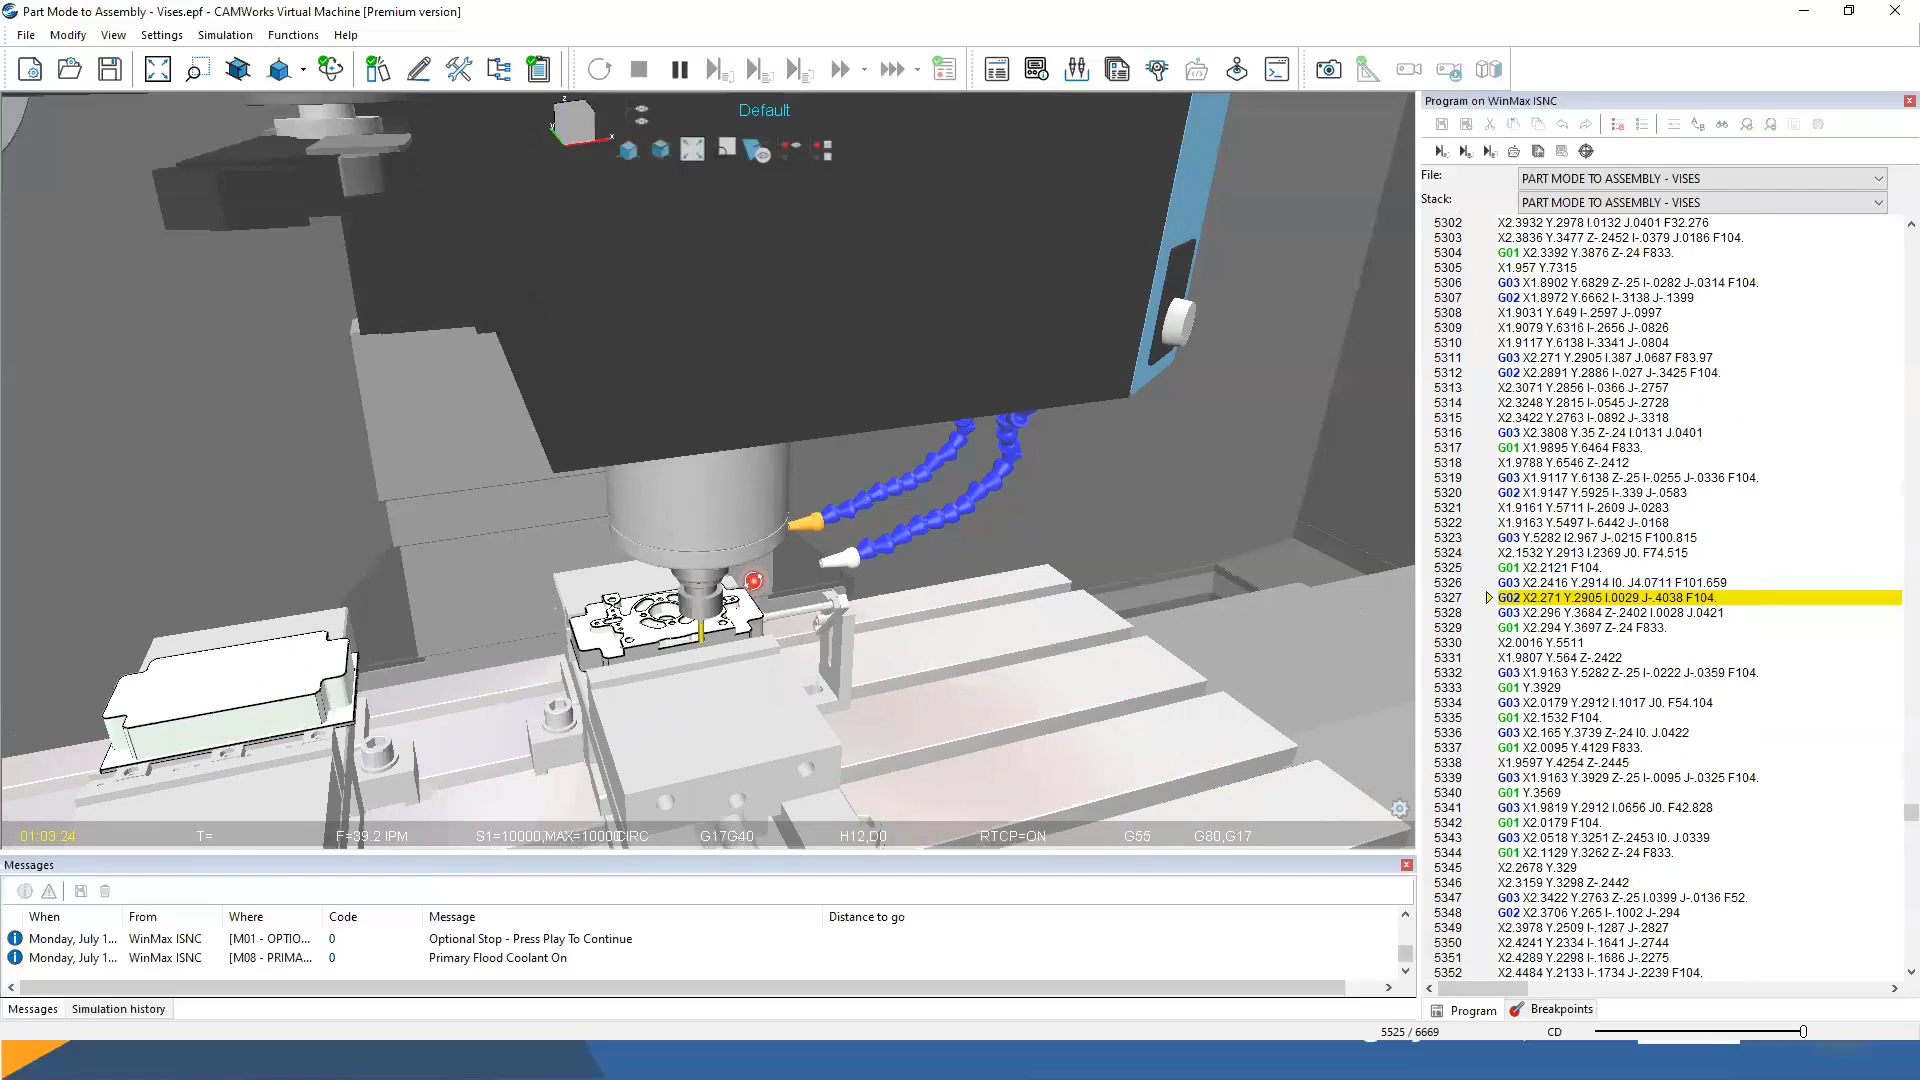 Part Mode to Assembly - Vises.epf - CAMWorks Virtual Machine [Premium version]
File Modify View Settings Simulation Functions Help
Default
z
y
x
01:03.24 T= F=39.2 IPM S1=10000,MAX=10000CIRC G17G40 H12,D0 RTCP=ON G55 G80,G17
Messages
When From Where Code Message Distance to go
Monday, July 1... WinMax ISNC [M01 - OPTIO... 0 Optional Stop - Press Play To Continue
Monday, July 1... WinMax ISNC [M08 - PRIMA... 0 Primary Flood Coolant On
Messages Simulation history
Program on WinMax ISNC
File: PART MODE TO ASSEMBLY - VISES
Stack: PART MODE TO ASSEMBLY - VISES
5302 X2.3932 Y.2978 I.0132 J.0401 F32.276
5303 X2.3836 Y.3477 Z-.2452 I-.0379 J.0186 F104.
5304 G01 X2.3392 Y.3876 Z-.24 F833.
5305 X1.957 Y.7315
5306 G03 X1.8902 Y.6829 Z-.25 I-.0282 J-.0314 F104.
5307 G02 X1.8972 Y.6662 I-.3138 J-.1399
5308 X1.9031 Y.649 I-.2597 J-.0997
5309 X1.9079 Y.6316 I-.2656 J-.0826
5310 X1.9117 Y.6138 I-.3341 J-.0804
5311 G03 X2.271 Y.2905 I.387 J.0687 F83.97
5312 G02 X2.2891 Y.2886 I-.027 J-.3425 F104.
5313 X2.3071 Y.2856 I-.0366 J-.2757
5314 X2.3248 Y.2815 I-.0545 J-.2728
5315 X2.3422 Y.2763 I-.0892 J-.3318
5316 G03 X2.3808 Y.35 Z-.24 I.0131 J.0401
5317 G01 X1.9895 Y.6464 F833.
5318 X1.9788 Y.6546 Z-.2412
5319 G03 X1.9117 Y.6138 Z-.25 I-.0255 J-.0336 F104.
5320 G02 X1.9147 Y.5925 I-.339 J-.0583
5321 X1.9161 Y.5711 I-.2609 J-.0283
5322 X1.9163 Y.5497 I-.6442 J-.0168
5323 G03 Y.5282 I2.967 J-.0215 F100.815
5324 X2.1532 Y.2913 I.2369 J0. F74.515
5325 G01 X2.2121 F104.
5326 G03 X2.2416 Y.2914 I0. J4.0711 F101.659
5327 G02 X2.271 Y.2905 I.0029 J-.4038 F104.
5328 G03 X2.296 Y.3684 Z-.2402 I.0028 J.0421
5329 G01 X2.294 Y.3697 Z-.24 F833.
5330 X2.0016 Y.5511
5331 X1.9807 Y.564 Z-.2422
5332 G03 X1.9163 Y.5282 Z-.25 I-.0222 J-.0359 F104.
5333 G01 Y.3929
5334 G03 X2.0179 Y.2912 I.1017 J0. F54.104
5335 G01 X2.1532 F104.
5336 G03 X2.165 Y.3739 Z-.24 I0. J.0422
5337 G01 X2.0095 Y.4129 F833.
5338 X1.9597 Y.4254 Z-.2445
5339 G03 X1.9163 Y.3929 Z-.25 I-.0095 J-.0325 F104.
5340 G01 Y.3569
5341 G03 X1.9819 Y.2912 I.0656 J0. F42.828
5342 G01 X2.0179 F104.
5343 G03 X2.0518 Y.3251 Z-.2453 I0. J.0339
5344 G01 X2.1129 Y.3262 Z-.24 F833.
5345 X2.2678 Y.329
5346 X2.3159 Y.3298 Z-.2442
5347 G03 X2.3422 Y.2763 Z-.25 I.0399 J-.0136 F52.
5348 G02 X2.3706 Y.265 I-.1002 J-.294
5349 X2.3978 Y.2509 I-.1287 J-.2827
5350 X2.4241 Y.2334 I-.1641 J-.2744
5351 X2.4289 Y.2298 I-.1686 J-.2275
5352 X2.4484 Y.2133 I-.1734 J-.2239 F104.
Program Breakpoints
5525 / 6669 CD